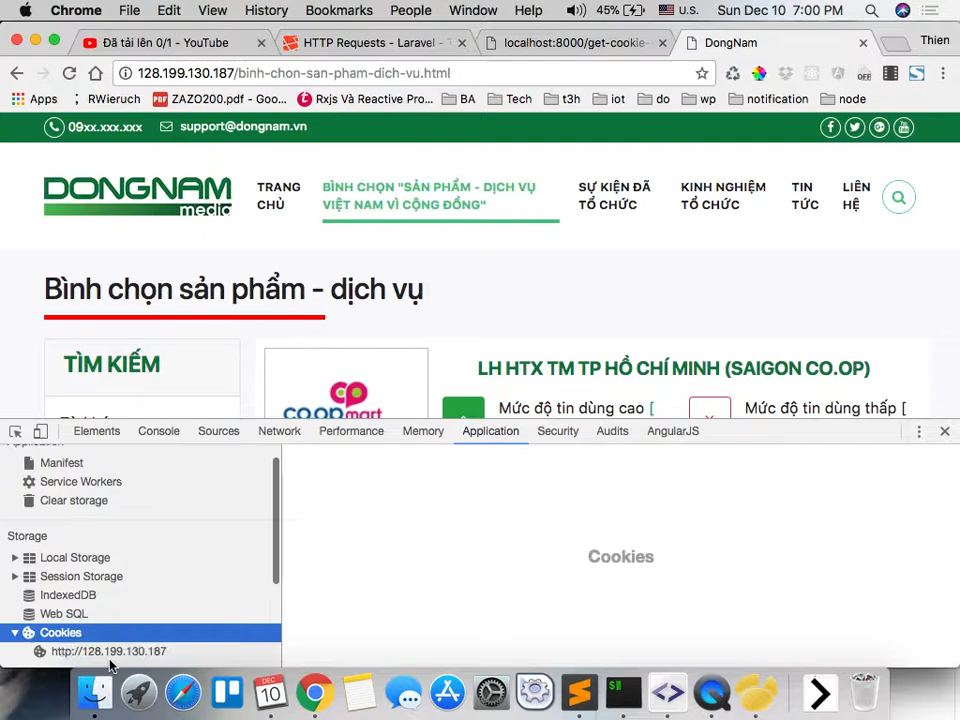 Chrome File Edit View History Bookmarks People Window Help 45% U.S. Sun Dec 10 7:00 PM
Đã tải lên 0/1 - YouTube HTTP Requests - Laravel - localhost:8000/get-cookie- DongNam Thien
128.199.130.187/binh-chon-san-pham-dich-vu.html
Apps RWieruch PDF ZAZO200.pdf - Goo... Rxjs Và Reactive Pro... BA Tech t3h iot do wp notification node
09xx.xxx.xxx support@dongnam.vn
DONGNAM
media
TRANG
CHỦ
BÌNH CHỌN "SẢN PHẨM - DỊCH VỤ
VIỆT NAM VÌ CỘNG ĐỒNG"
SỰ KIỆN ĐÃ
TỔ CHỨC
KINH NGHIỆM
TỔ CHỨC
TIN
TỨC
LIÊN
HỆ
Bình chọn sản phẩm - dịch vụ
TÌM KIẾM
co.opmart
LH HTX TM TP HỒ CHÍ MINH (SAIGON CO.OP)
Mức độ tin dùng cao [
Mức độ tin dùng thấp [
Elements Console Sources Network Performance Memory Application Security Audits AngularJS
Manifest
Service Workers
Clear storage
Storage
Local Storage
Session Storage
IndexedDB
Web SQL
Cookies
http://128.199.130.187
Cookies
DEC
10